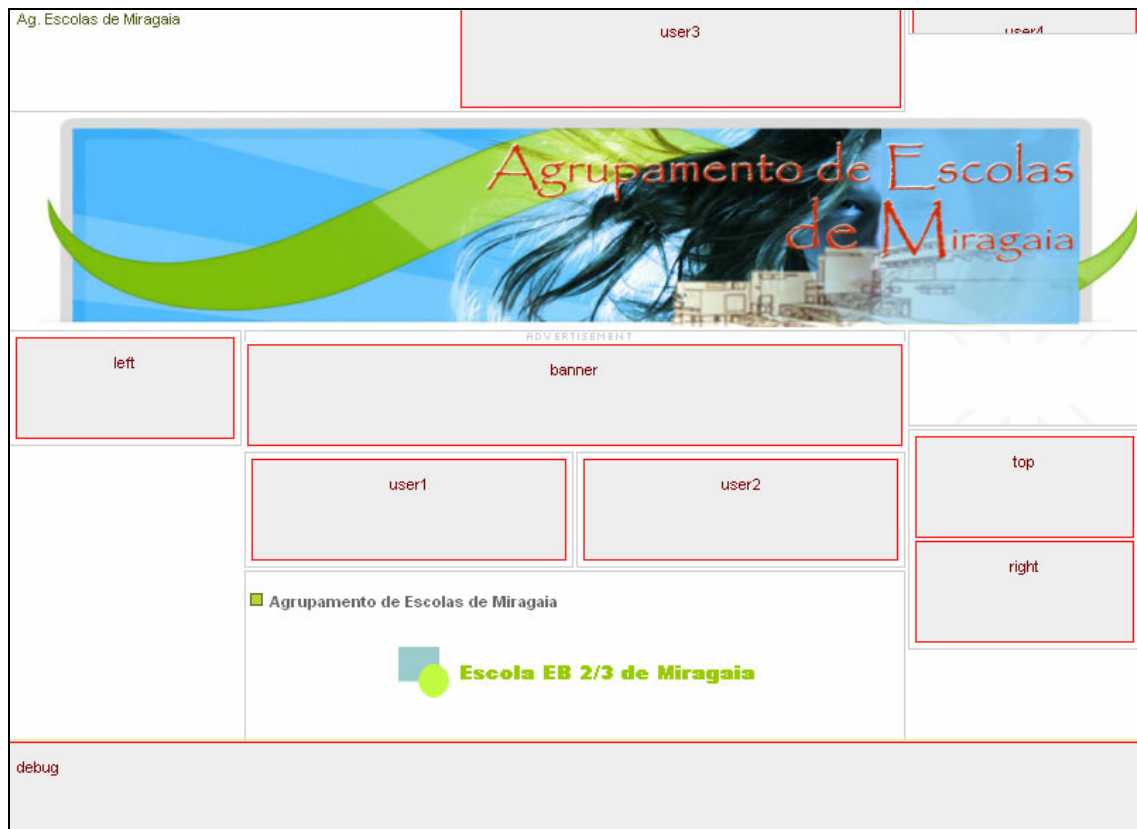 Ag. Escolas de Miragaia
user3
user4
Agrupamento de Escolas
de Miragaia
ADVERTISEMENT
left
banner
top
user1
user2
right
Agrupamento de Escolas de Miragaia
Escola EB 2/3 de Miragaia
debug